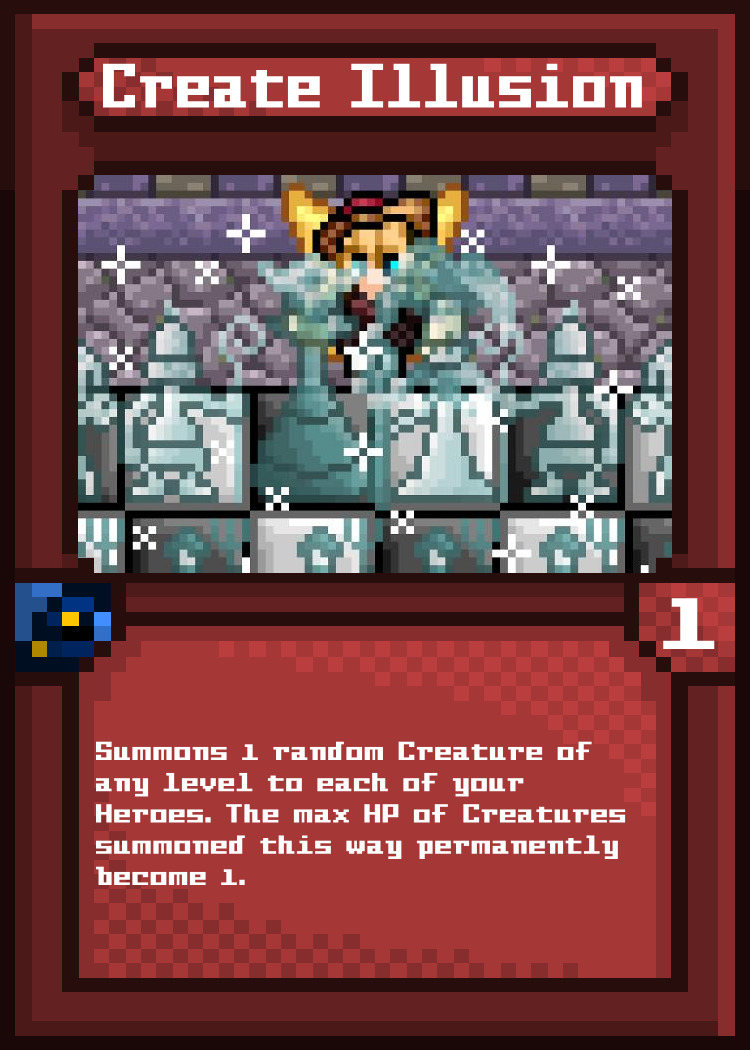 Create Illusion
1
Summons 1 random Creature of
any level to each of your
Heroes. The max HP of Creatures
summoned this way permanently
become 1.